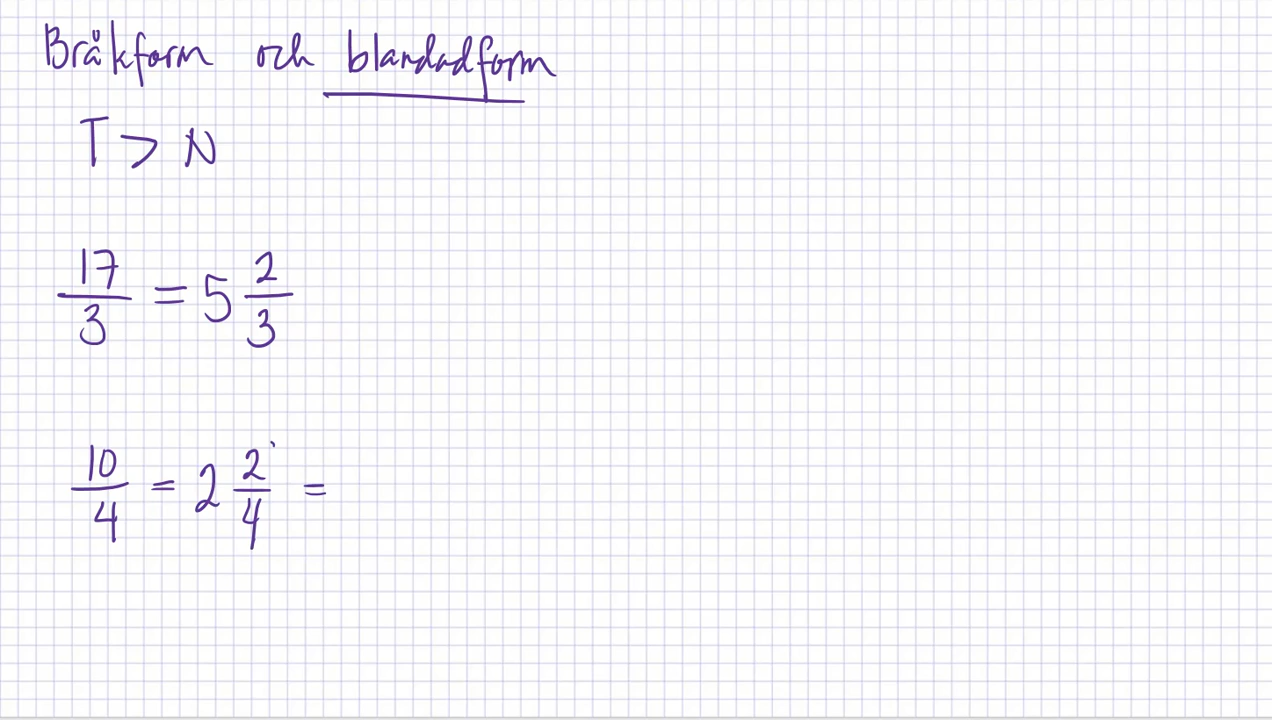 Bråkform och blandadform
T > N
17/3 = 5 2/3
10/4 = 2 2/4 =